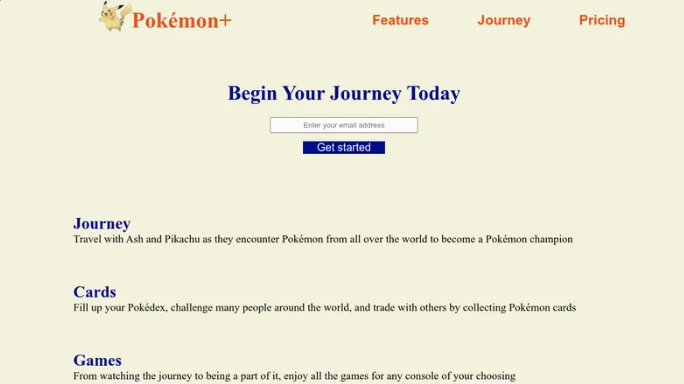 Pokémon+
Features
Journey
Pricing
Begin Your Journey Today
Enter your email address
Get started
Journey
Travel with Ash and Pikachu as they encounter Pokémon from all over the world to become a Pokémon champion
Cards
Fill up your Pokédex, challenge many people around the world, and trade with others by collecting Pokémon cards
Games
From watching the journey to being a part of it, enjoy all the games for any console of your choosing